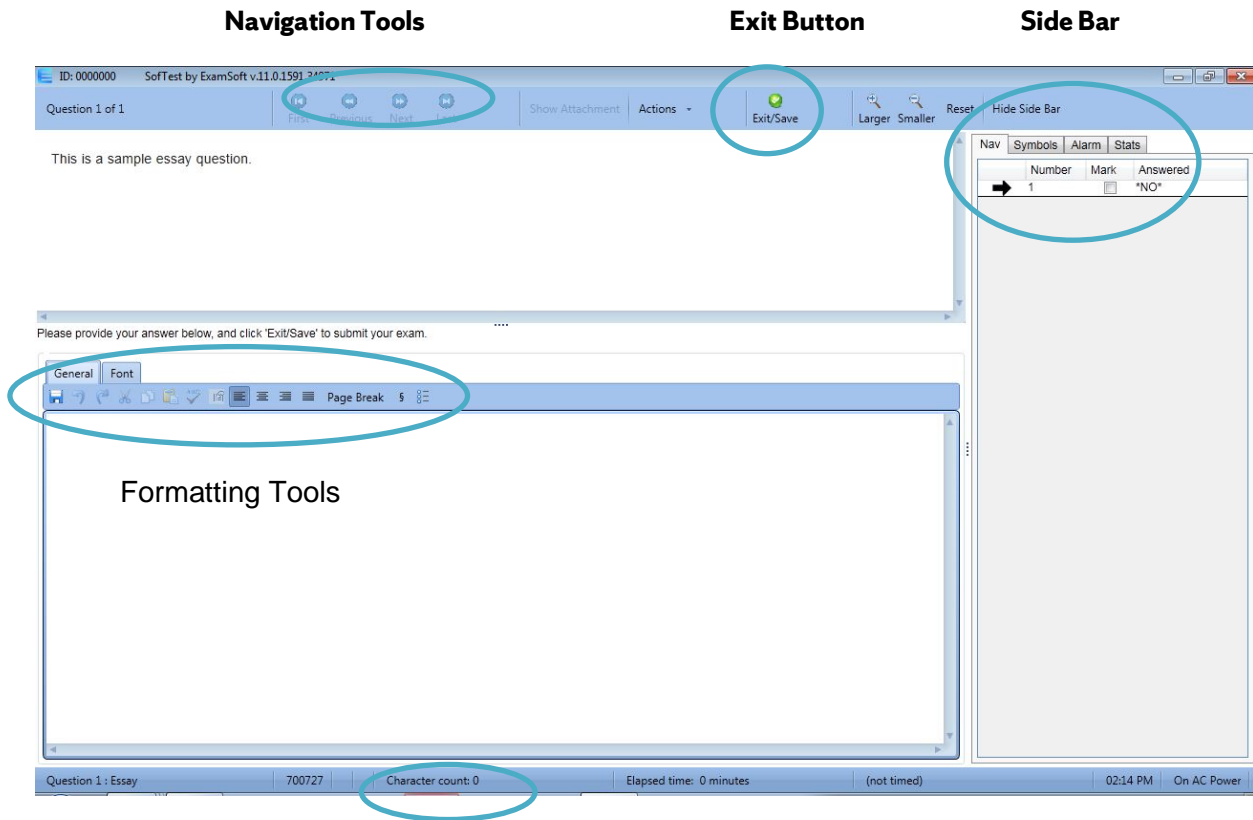 Navigation Tools Exit Button Side Bar
ID: 0000000 SofTest by ExamSoft v.11.0.1591.34971
Question 1 of 1 First Previous Next Last Show Attachment Actions Exit/Save Larger Smaller Reset Hide Side Bar
This is a sample essay question.
Nav Symbols Alarm Stats
Number Mark Answered
1 *NO*
Please provide your answer below, and click 'Exit/Save' to submit your exam.
General Font
Page Break §
Formatting Tools
Question 1 : Essay 700727 Character count: 0 Elapsed time: 0 minutes (not timed) 02:14 PM On AC Power